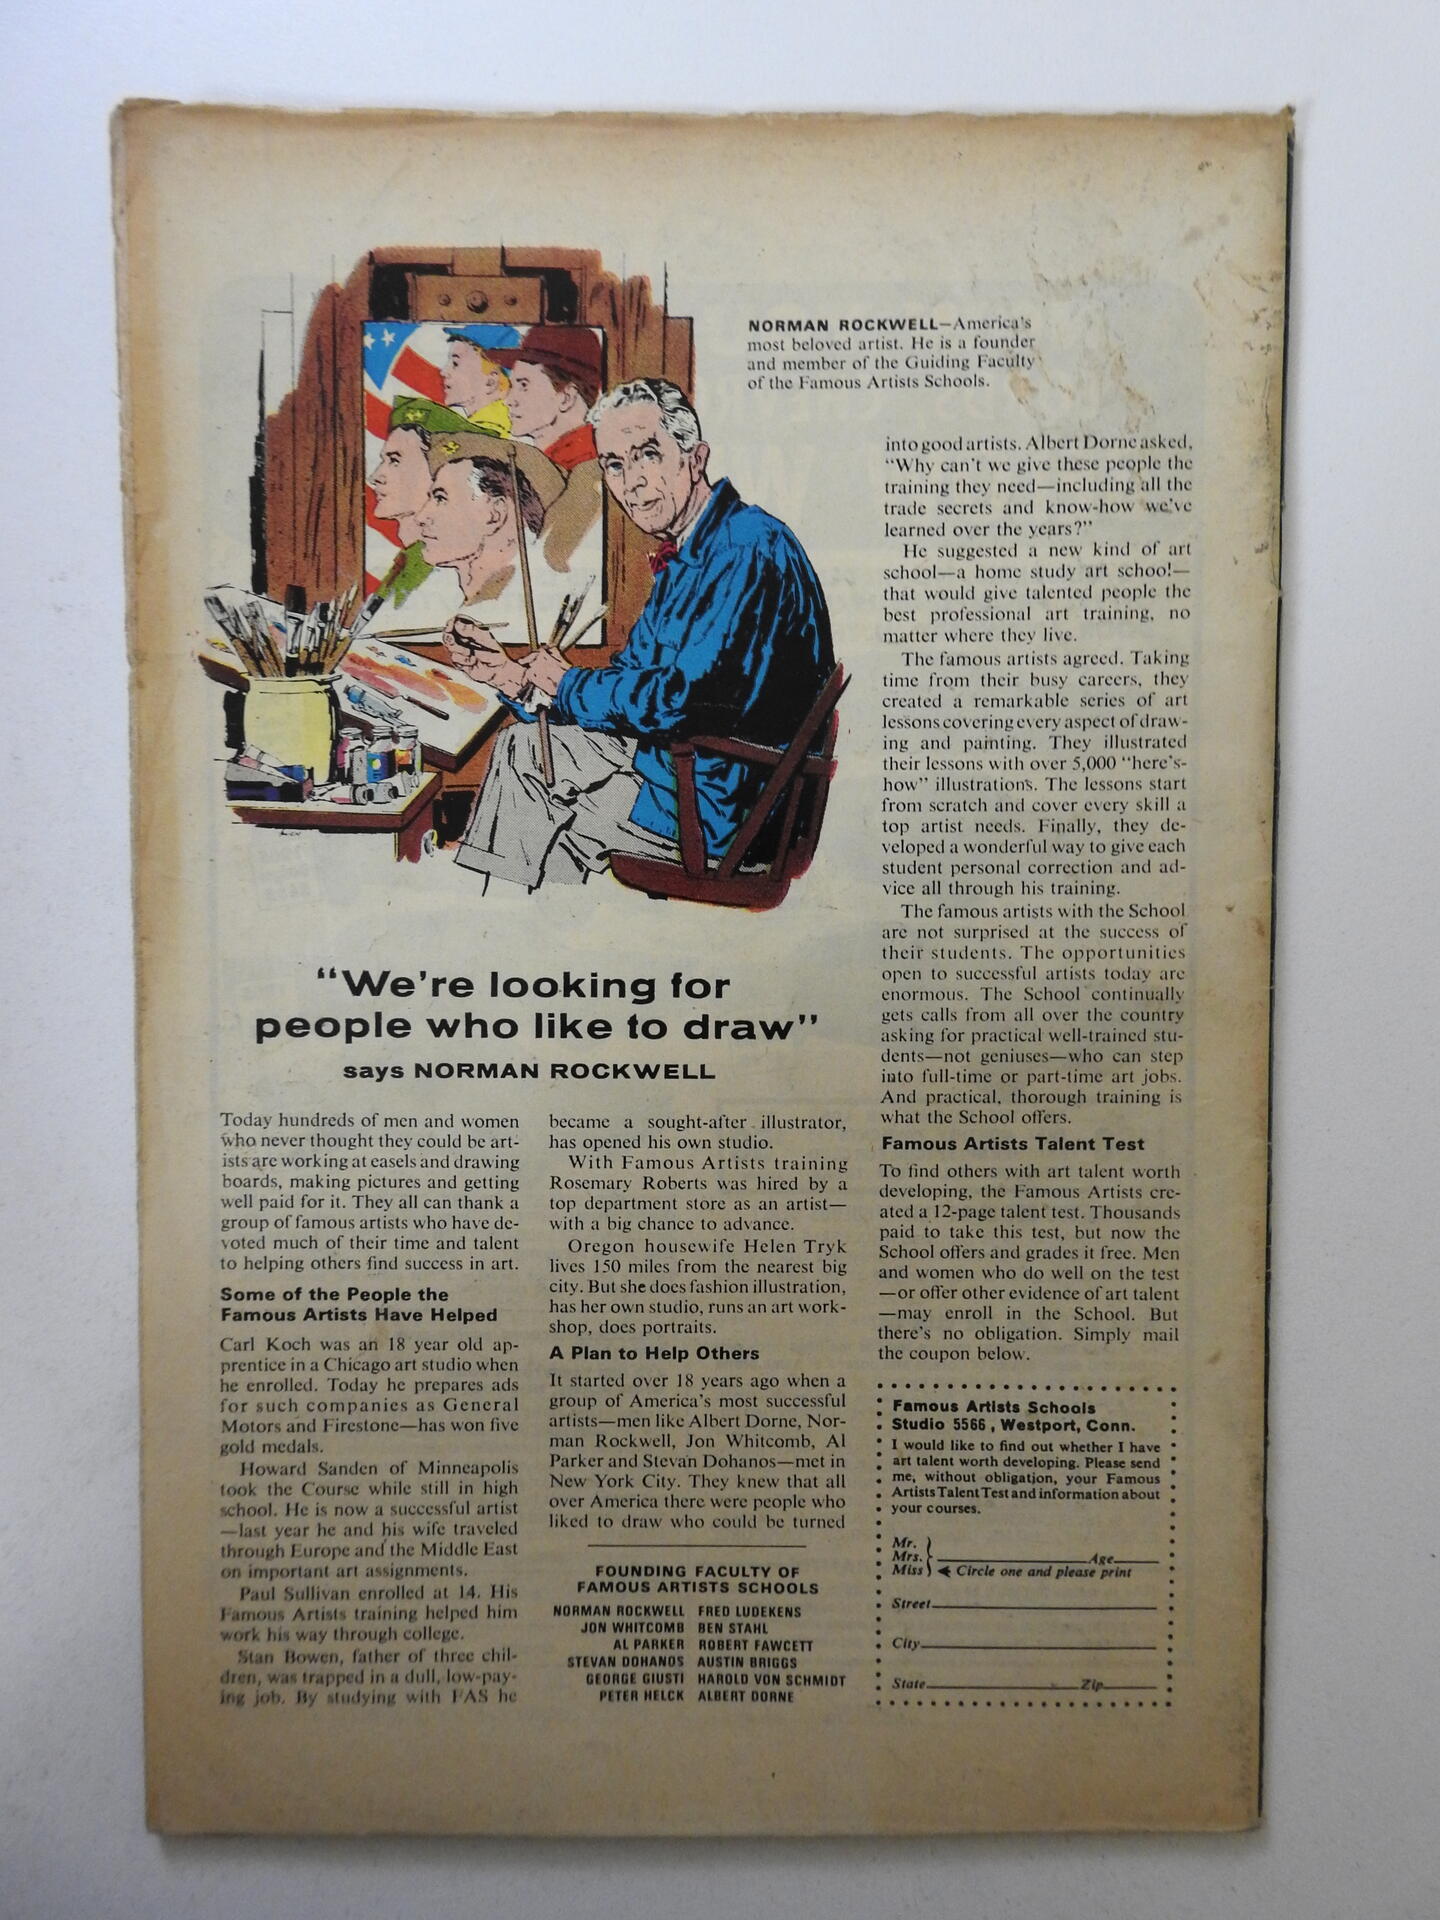 NORMAN ROCKWELL—America's
most beloved artist. He is a founder
and member of the Guiding Faculty
of the Famous Artists Schools.
"We're looking for
people who like to draw"
says NORMAN ROCKWELL
Today hundreds of men and women
who never thought they could be art-
ists are working at easels and drawing
boards, making pictures and getting
well paid for it. They all can thank a
group of famous artists who have de-
voted much of their time and talent
to helping others find success in art.
Some of the People the
Famous Artists Have Helped
Carl Koch was an 18 year old ap-
prentice in a Chicago art studio when
he enrolled. Today he prepares ads
for such companies as General
Motors and Firestone—has won five
gold medals.
Howard Sanden of Minneapolis
took the Course while still in high
school. He is now a successful artist
—last year he and his wife traveled
through Europe and the Middle East
on important art assignments.
Paul Sullivan enrolled at 14. His
Famous Artists training helped him
work his way through college.
Stan Bowen, father of three chil-
dren, was trapped in a dull, low-pay-
ing job. By studying with FAS he
became a sought-after illustrator,
has opened his own studio.
With Famous Artists training
Rosemary Roberts was hired by a
top department store as an artist—
with a big chance to advance.
Oregon housewife Helen Tryk
lives 150 miles from the nearest big
city. But she does fashion illustration,
has her own studio, runs an art work-
shop, does portraits.
A Plan to Help Others
It started over 18 years ago when a
group of America's most successful
artists—men like Albert Dorne, Nor-
man Rockwell, Jon Whitcomb, Al
Parker and Stevan Dohanos—met in
New York City. They knew that all
over America there were people who
liked to draw who could be turned
into good artists. Albert Dorne asked,
"Why can't we give these people the
training they need—including all the
trade secrets and know-how we've
learned over the years?"
He suggested a new kind of art
school—a home study art school—
that would give talented people the
best professional art training, no
matter where they live.
The famous artists agreed. Taking
time from their busy careers, they
created a remarkable series of art
lessons covering every aspect of draw-
ing and painting. They illustrated
their lessons with over 5,000 "here's-
how" illustrations. The lessons start
from scratch and cover every skill a
top artist needs. Finally, they de-
veloped a wonderful way to give each
student personal correction and ad-
vice all through his training.
The famous artists with the School
are not surprised at the success of
their students. The opportunities
open to successful artists today are
enormous. The School continually
gets calls from all over the country
asking for practical well-trained stu-
dents—not geniuses—who can step
into full-time or part-time art jobs.
And practical, thorough training is
what the School offers.
Famous Artists Talent Test
To find others with art talent worth
developing, the Famous Artists cre-
ated a 12-page talent test. Thousands
paid to take this test, but now the
School offers and grades it free. Men
and women who do well on the test
—or offer other evidence of art talent
—may enroll in the School. But
there's no obligation. Simply mail
the coupon below.
FOUNDING FACULTY OF
FAMOUS ARTISTS SCHOOLS
NORMAN ROCKWELL FRED LUDEKENS
JON WHITCOMB BEN STAHL
AL PARKER ROBERT FAWCETT
STEVAN DOHANOS AUSTIN BRIGGS
GEORGE GIUSTI HAROLD VON SCHMIDT
PETER HELCK ALBERT DORNE
Famous Artists Schools
Studio 5566, Westport, Conn.
I would like to find out whether I have
art talent worth developing. Please send
me, without obligation, your Famous
Artists Talent Test and information about
your courses.
Mr.
Mrs. Age
Miss Circle one and please print
Street
City
State Zip